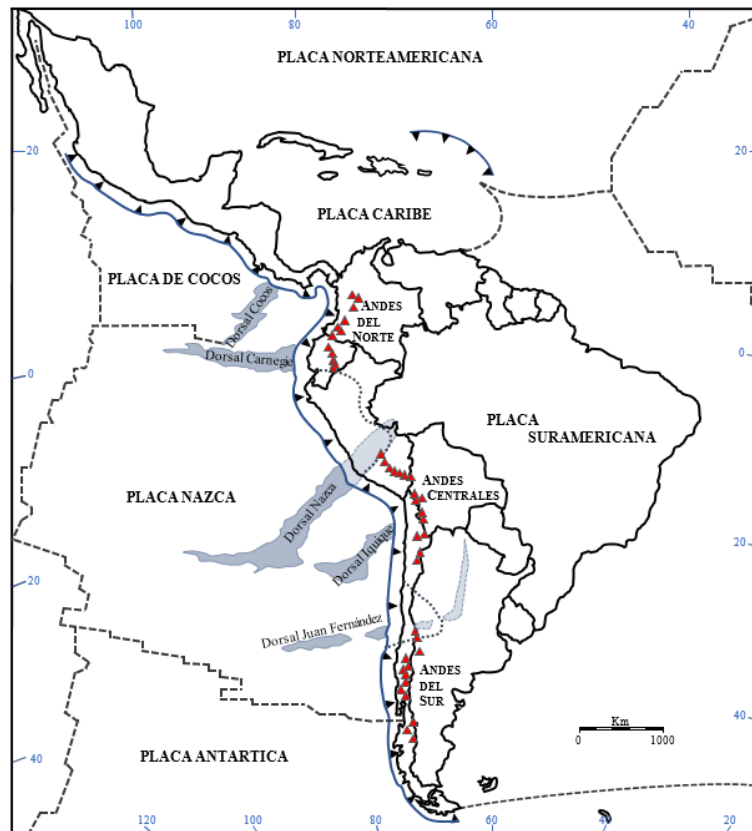 100
80
60
40
PLACA NORTEAMERICANA
20
20
PLACA CARIBE
PLACA DE COCOS
Dorsal Cocos
ANDES
DEL
NORTE
Dorsal Carnegie
0
0
PLACA
SURAMERICANA
ANDES
CENTRALES
PLACA NAZCA
Dorsal Nazca
Dorsal Iquique
20
20
Dorsal Juan Fernández
ANDES
DEL
SUR
Km
0
1000
40
PLACA ANTARTICA
40
120
100
80
60
40
20